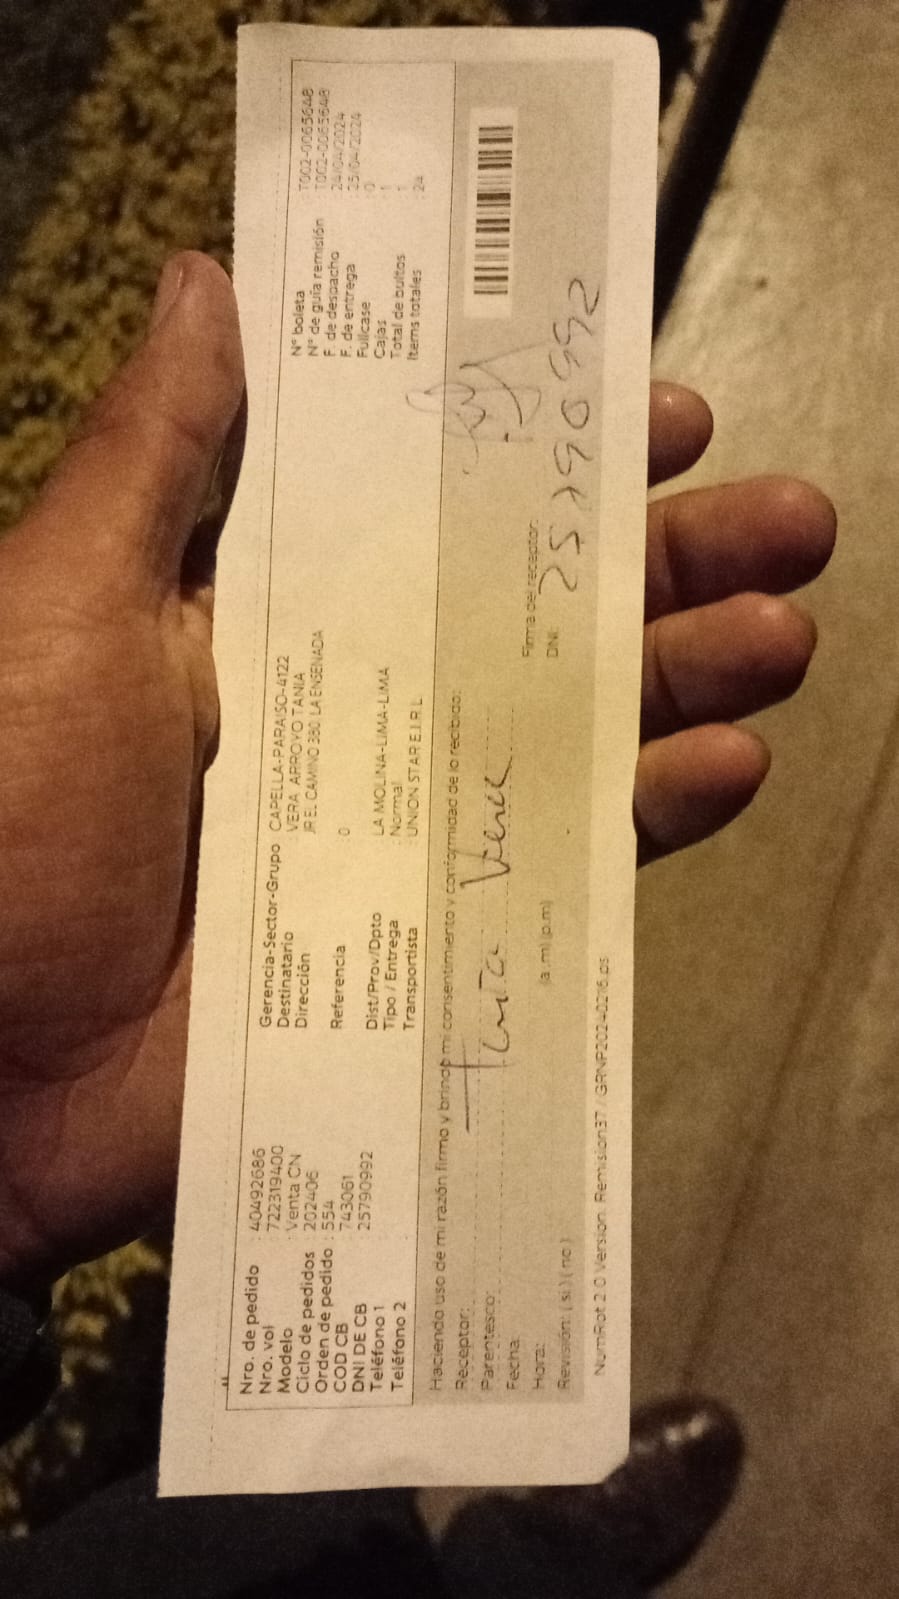 Nro. de pedido : 40492686
Nro. vol : 722319400
Modelo : Venta CN
Ciclo de pedidos : 202406
Orden de pedido : 554
COD CB : 743061
DNI DE CB : 25790992
Teléfono 1 :
Teléfono 2 :
Gerencia-Sector-Grupo CAPELLA-PARAISO-4122
Destinatario : VERA ARROYO TANIA
Dirección : JR EL CAMINO 380. LA ENSENADA
Referencia : 0
Dist/Prov/Dpto : LA MOLINA-LIMA-LIMA
Tipo / Entrega : Normal
Transportista : UNION STAR E.I.R.L
N° boleta : T002-0065648
N° de guía remisión : T002-0065648
F. de despacho : 24/04/2024
F. de entrega : 25/04/2024
Fullcase : 0
Cajas : 1
Total de bultos : 1
Items totales : 24
Haciendo uso de mi razón firmo y brindo mi consentimiento y conformidad de lo recibido:
Receptor:
Parentesco:
Fecha:
Hora: (a.m) (p.m)
Revisión: ( si ) ( no )
Firma del receptor:
DNI: 25790992
NumRot 2.0 Version Remision37 / GRNP20240216.ps